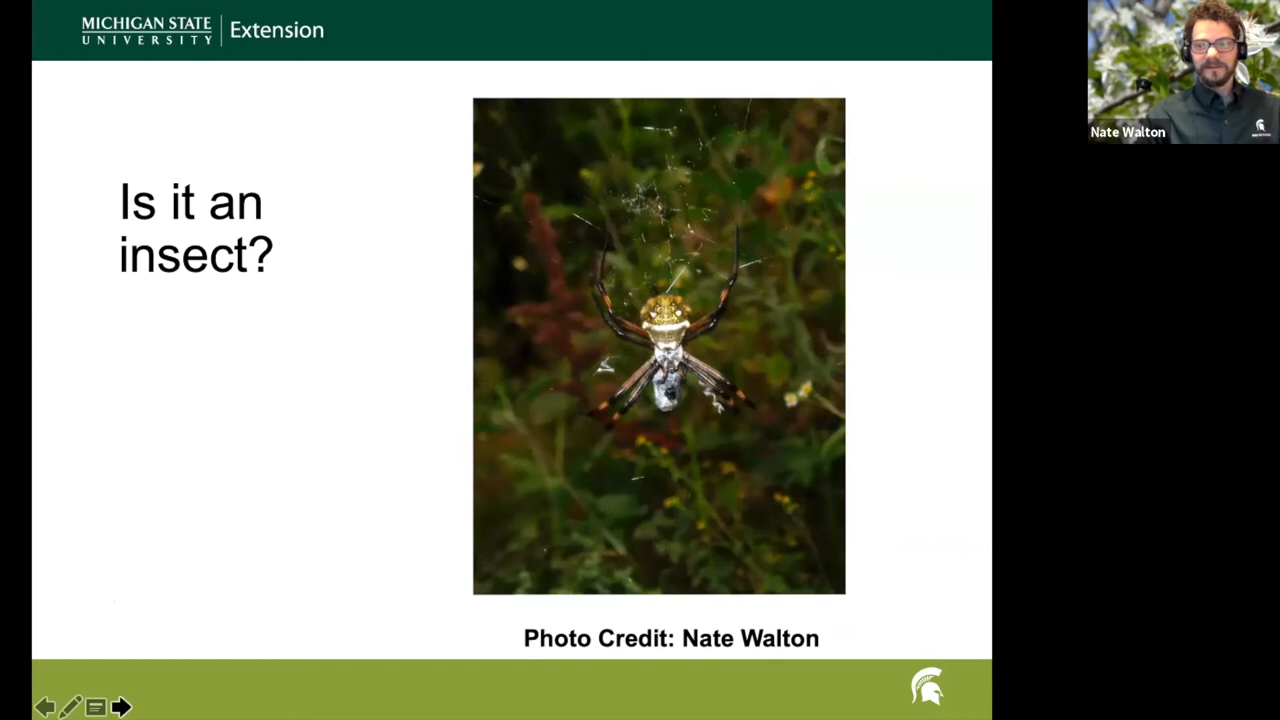 MICHIGAN STATE
UNIVERSITY
Extension
Nate Walton
Is it an
insect?
Photo Credit: Nate Walton